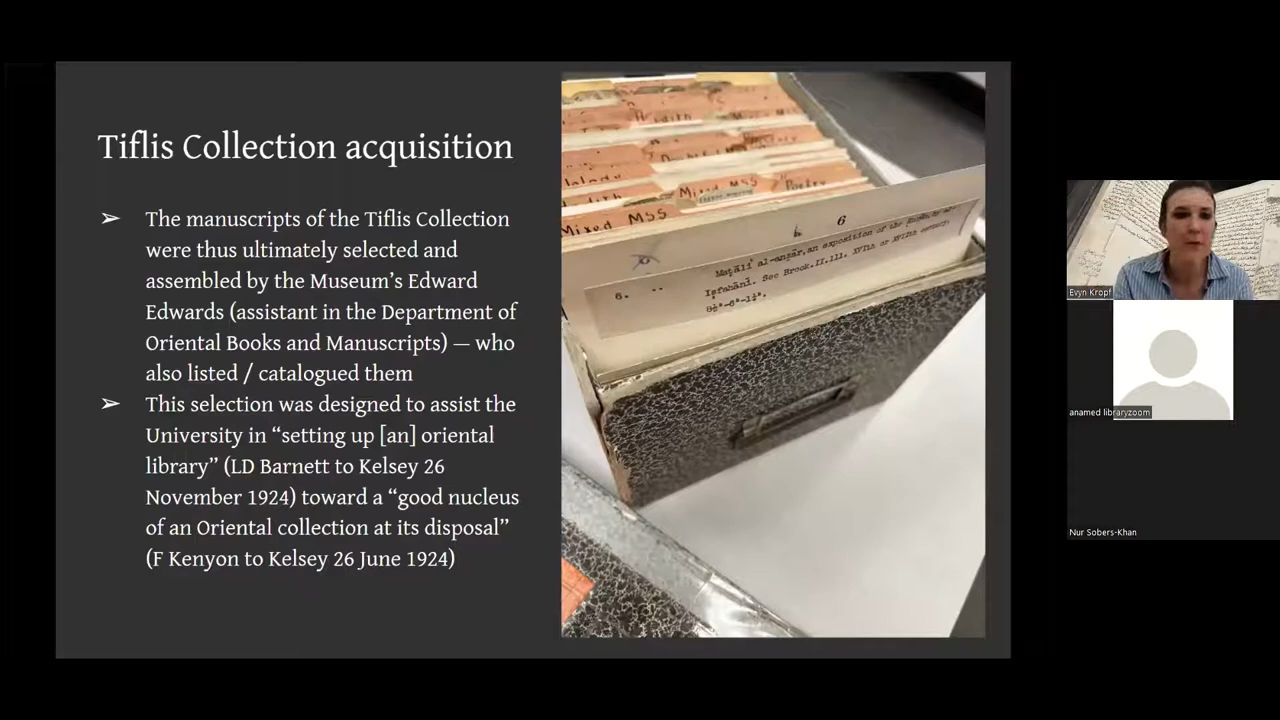 Tiflis Collection acquisition
➢ The manuscripts of the Tiflis Collection
were thus ultimately selected and
assembled by the Museum’s Edward
Edwards (assistant in the Department of
Oriental Books and Manuscripts) — who
also listed / catalogued them
➢ This selection was designed to assist the
University in “setting up [an] oriental
library” (LD Barnett to Kelsey 26
November 1924) toward a “good nucleus
of an Oriental collection at its disposal”
(F Kenyon to Kelsey 26 June 1924)
Mixed MSS
Poetry
Mixed MSS
6
6.
Maṭāli' al-anẓār, an exposition of the
Iṣfahānī. See Brock.II.111. XVIth or XVIIth century.
Evyn Kropf
anamed libraryzoom
Nur Sobers-Khan